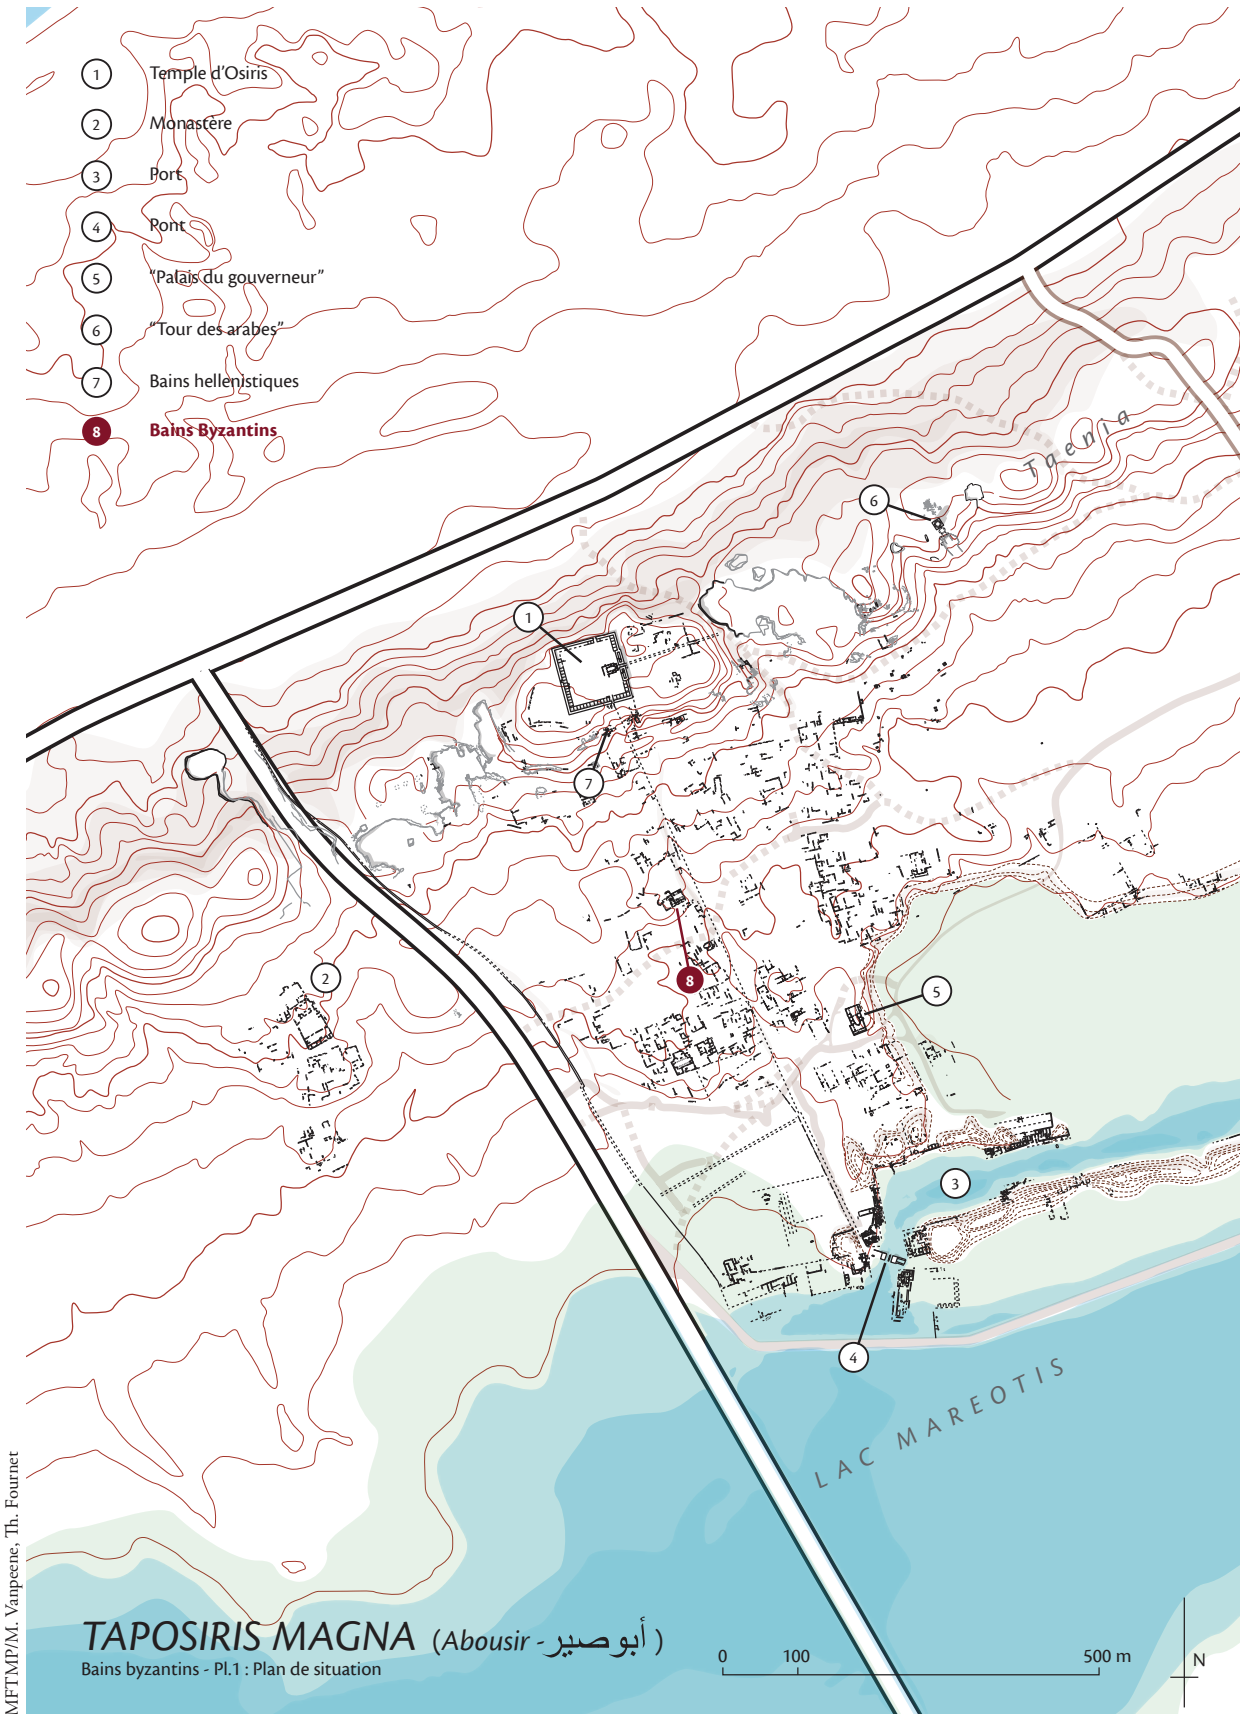 1 Temple d'Osiris
2 Monastère
3 Port
4 Pont
5 "Palais du gouverneur"
6 "Tour des arabes"
7 Bains hellenistiques
8 Bains Byzantins
Taenia
6
1
7
8
2
5
3
4
LAC MAREOTIS
MFTMP/M. Vanpeene, Th. Fournet
TAPOSIRIS MAGNA (Abousir - أبو صير )
Bains byzantins - Pl.1 : Plan de situation
0 100 500 m
N